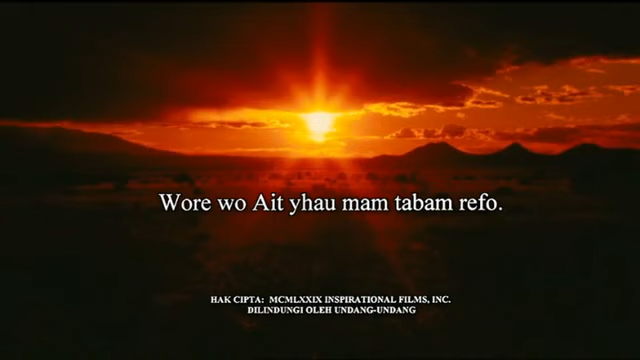 Wore wo Ait yhau mam tabam refo.
HAK CIPTA: MCMLXXIX INSPIRATIONAL FILMS, INC.
DILINDUNGI OLEH UNDANG-UNDANG